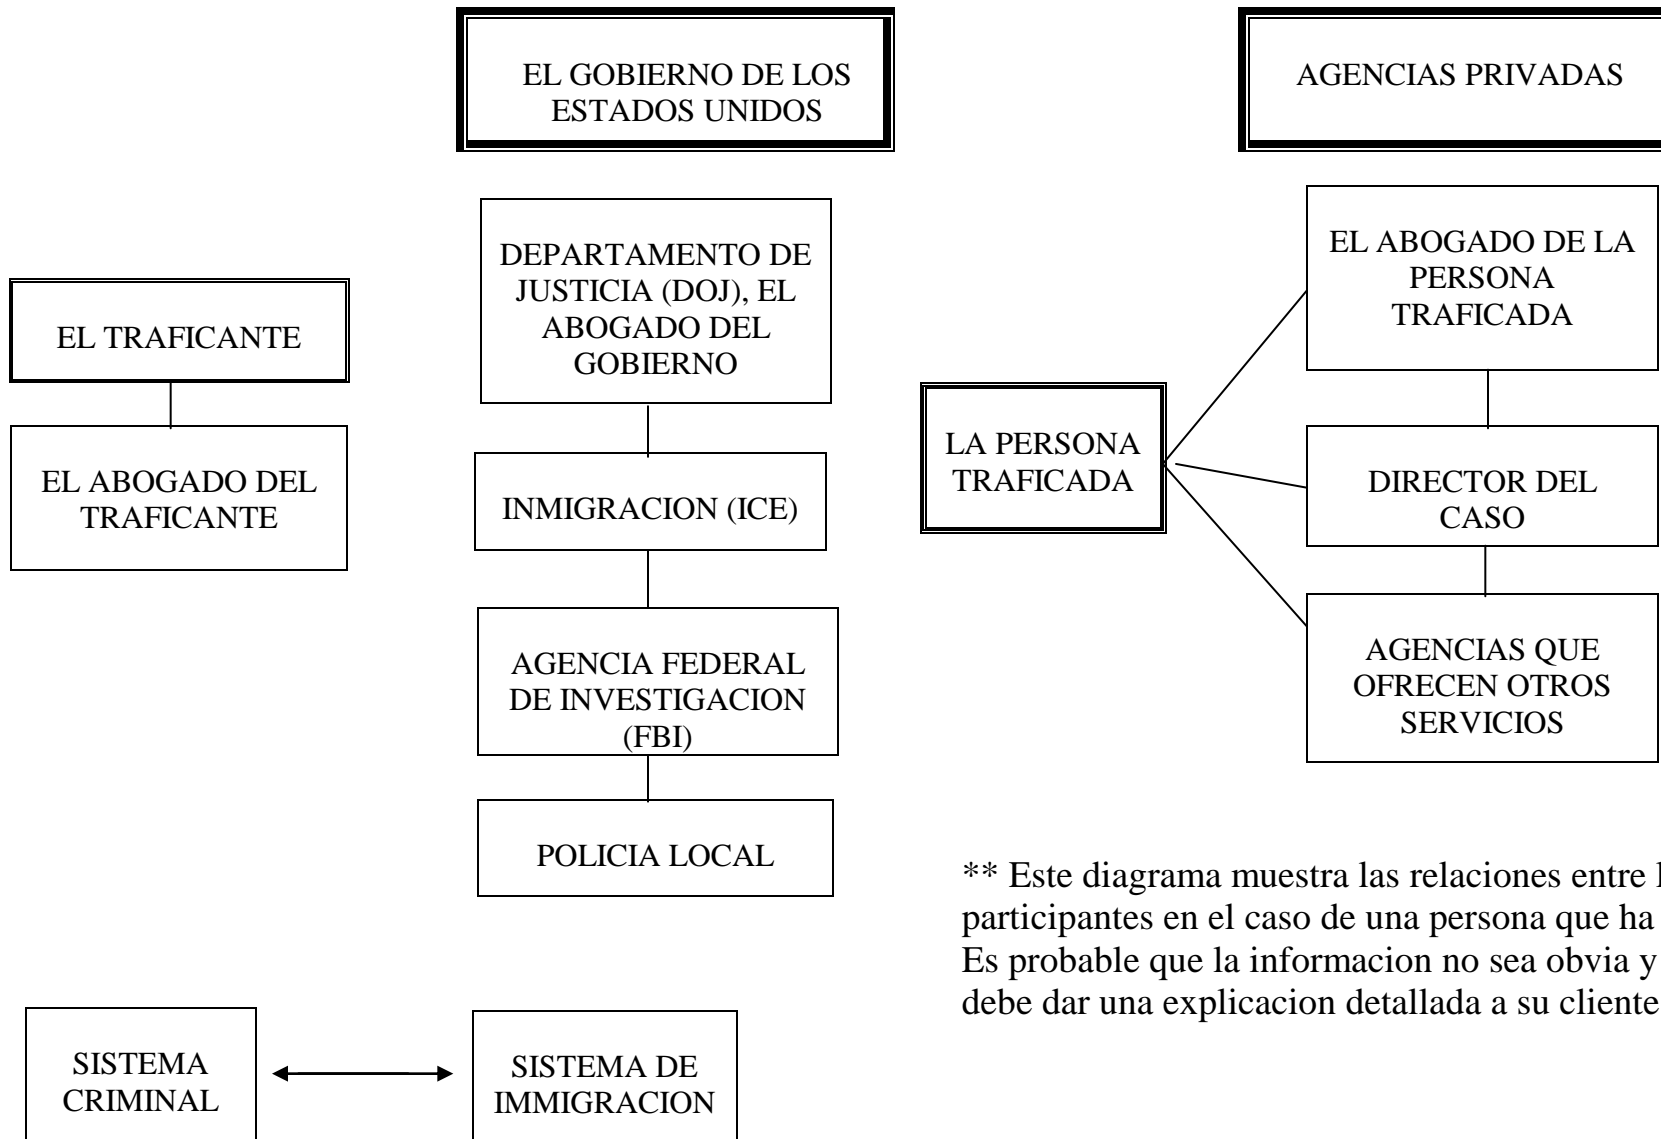 EL GOBIERNO DE LOS
ESTADOS UNIDOS
AGENCIAS PRIVADAS
EL TRAFICANTE
EL ABOGADO DEL
TRAFICANTE
DEPARTAMENTO DE
JUSTICIA (DOJ), EL
ABOGADO DEL
GOBIERNO
INMIGRACION (ICE)
AGENCIA FEDERAL
DE INVESTIGACION
(FBI)
POLICIA LOCAL
LA PERSONA
TRAFICADA
EL ABOGADO DE LA
PERSONA
TRAFICADA
DIRECTOR DEL
CASO
AGENCIAS QUE
OFRECEN OTROS
SERVICIOS
** Este diagrama muestra las relaciones entre
participantes en el caso de una persona que ha
Es probable que la informacion no sea obvia y
debe dar una explicacion detallada a su cliente
SISTEMA
CRIMINAL
SISTEMA DE
IMMIGRACION